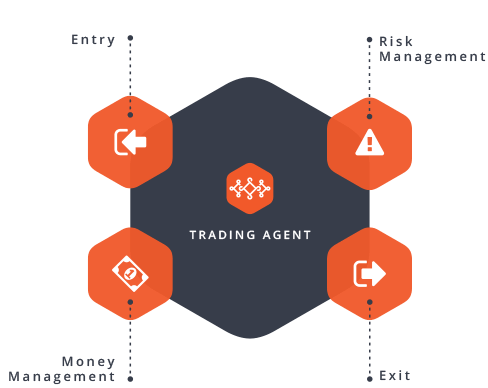 Entry
Risk
Management
TRADING AGENT
Money
Management
Exit